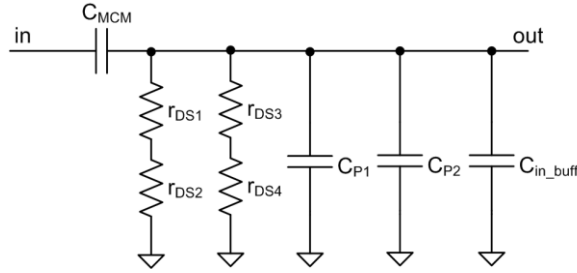 C_MCM
in
out
r_DS1
r_DS3
r_DS2
r_DS4
C_P1
C_P2
C_in_buff